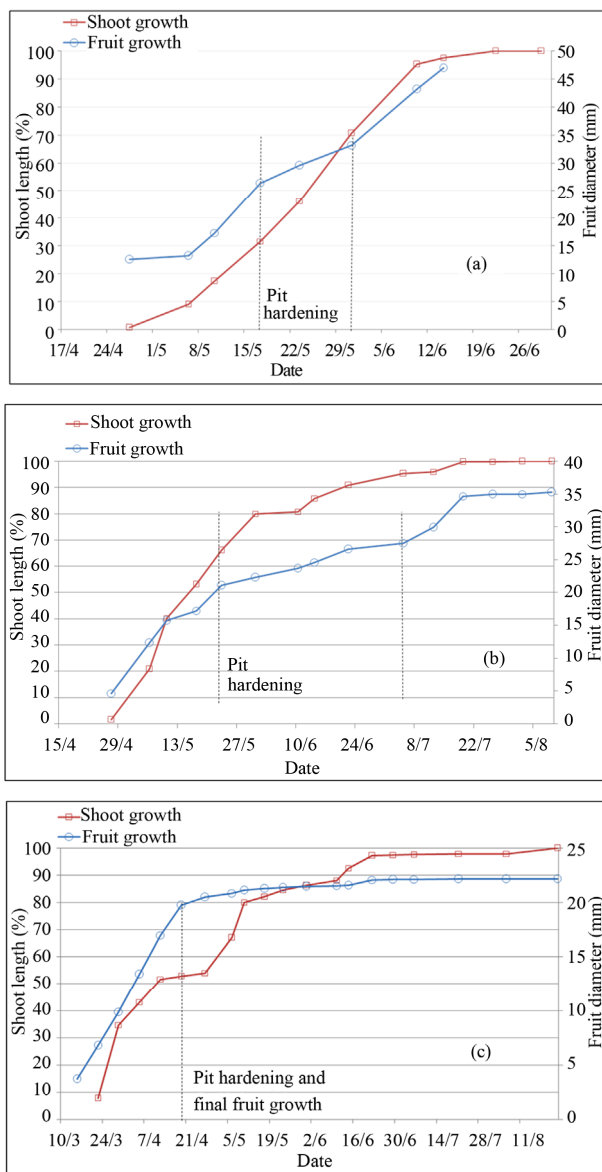 Shoot growth
Fruit growth
Shoot length (%)
100
90
80
70
60
50
40
30
20
10
0
50
45
40
35
30
25
20
15
10
5
0
Fruit diameter (mm)
(a)
Pit
hardening
17/4 24/4 1/5 8/5 15/5 22/5 29/5 5/6 12/6 19/6 26/6
Date
Shoot growth
Fruit growth
Shoot length (%)
100
90
80
70
60
50
40
30
20
10
0
40
35
30
25
20
15
10
5
0
Fruit diameter (mm)
Pit
hardening
(b)
15/4 29/4 13/5 27/5 10/6 24/6 8/7 22/7 5/8
Date
Shoot growth
Fruit growth
Shoot length (%)
100
90
80
70
60
50
40
30
20
10
0
25
20
15
10
5
0
Fruit diameter (mm)
(c)
Pit hardening and
final fruit growth
10/3 24/3 7/4 21/4 5/5 19/5 2/6 16/6 30/6 14/7 28/7 11/8
Date